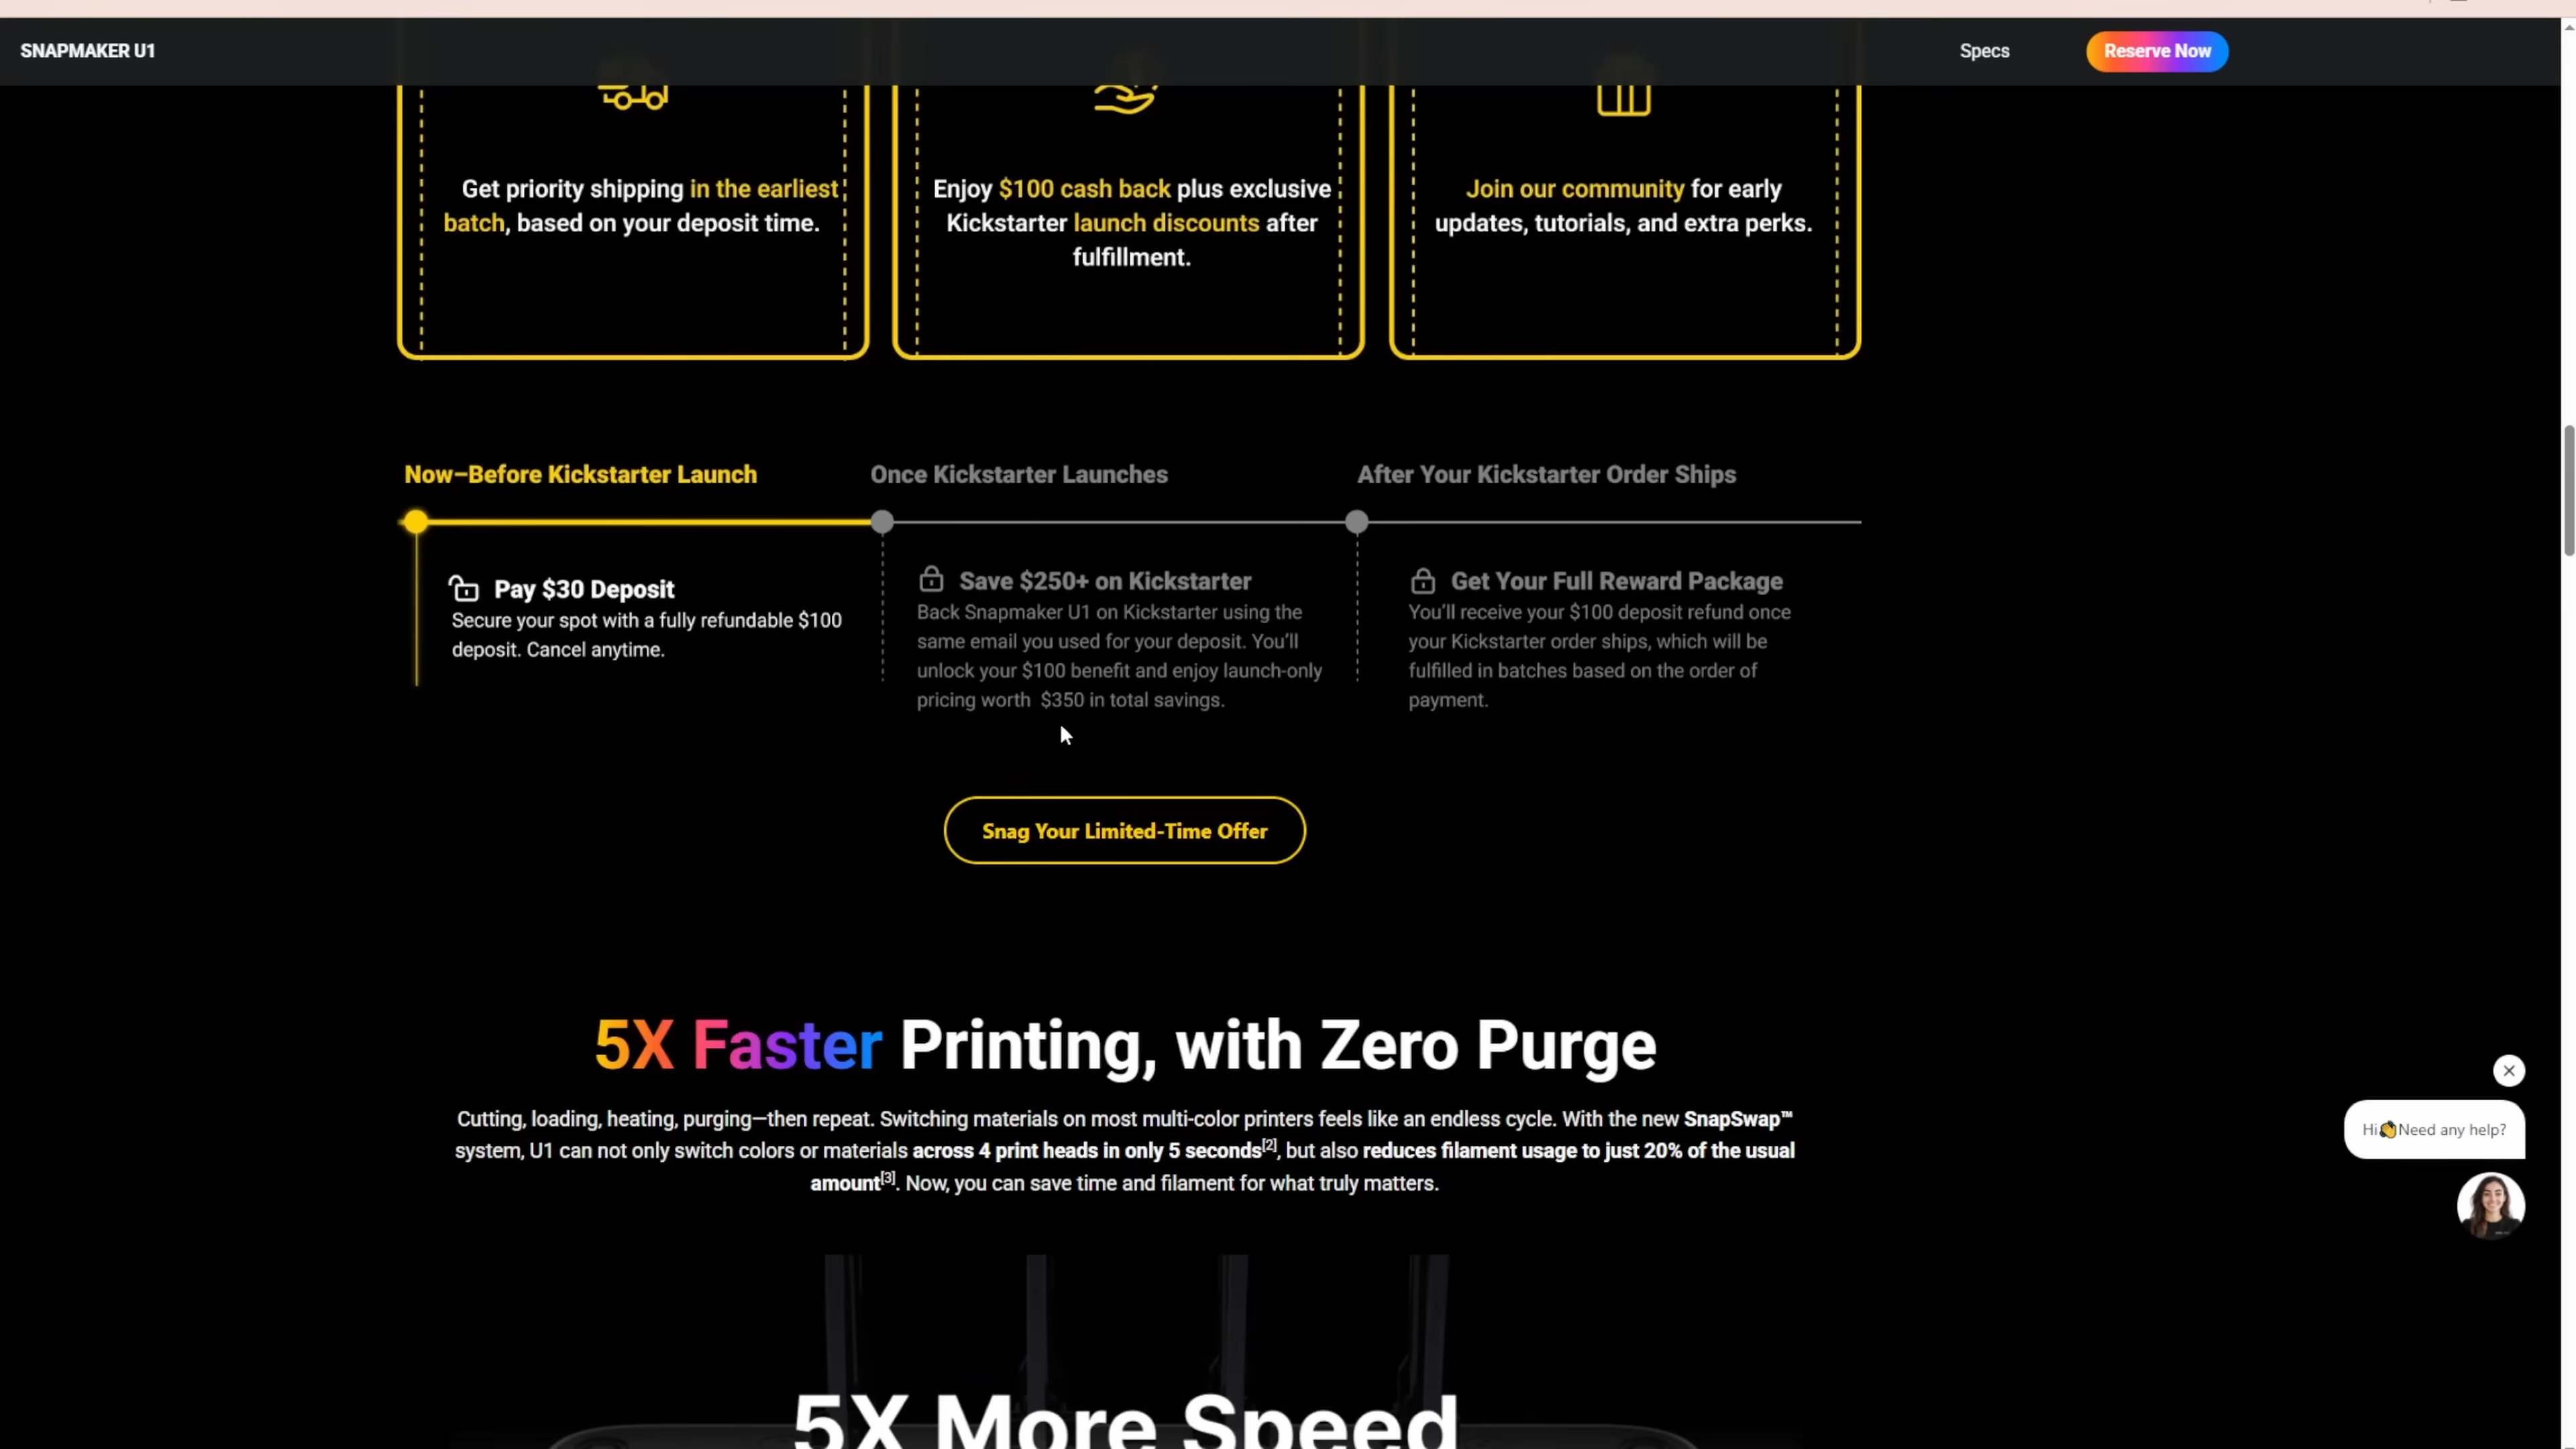 SNAPMAKER U1
Specs
Reserve Now
Get priority shipping in the earliest
batch, based on your deposit time.
Enjoy $100 cash back plus exclusive
Kickstarter launch discounts after
fulfillment.
Join our community for early
updates, tutorials, and extra perks.
Now–Before Kickstarter Launch
Once Kickstarter Launches
After Your Kickstarter Order Ships
Pay $30 Deposit
Secure your spot with a fully refundable $100
deposit. Cancel anytime.
Save $250+ on Kickstarter
Back Snapmaker U1 on Kickstarter using the
same email you used for your deposit. You'll
unlock your $100 benefit and enjoy launch-only
pricing worth $350 in total savings.
Get Your Full Reward Package
You'll receive your $100 deposit refund once
your Kickstarter order ships, which will be
fulfilled in batches based on the order of
payment.
Snag Your Limited-Time Offer
5X Faster Printing, with Zero Purge
Cutting, loading, heating, purging—then repeat. Switching materials on most multi-color printers feels like an endless cycle. With the new SnapSwap™
system, U1 can not only switch colors or materials across 4 print heads in only 5 seconds[2], but also reduces filament usage to just 20% of the usual
amount[3]. Now, you can save time and filament for what truly matters.
Hi👋Need any help?
5X More Speed